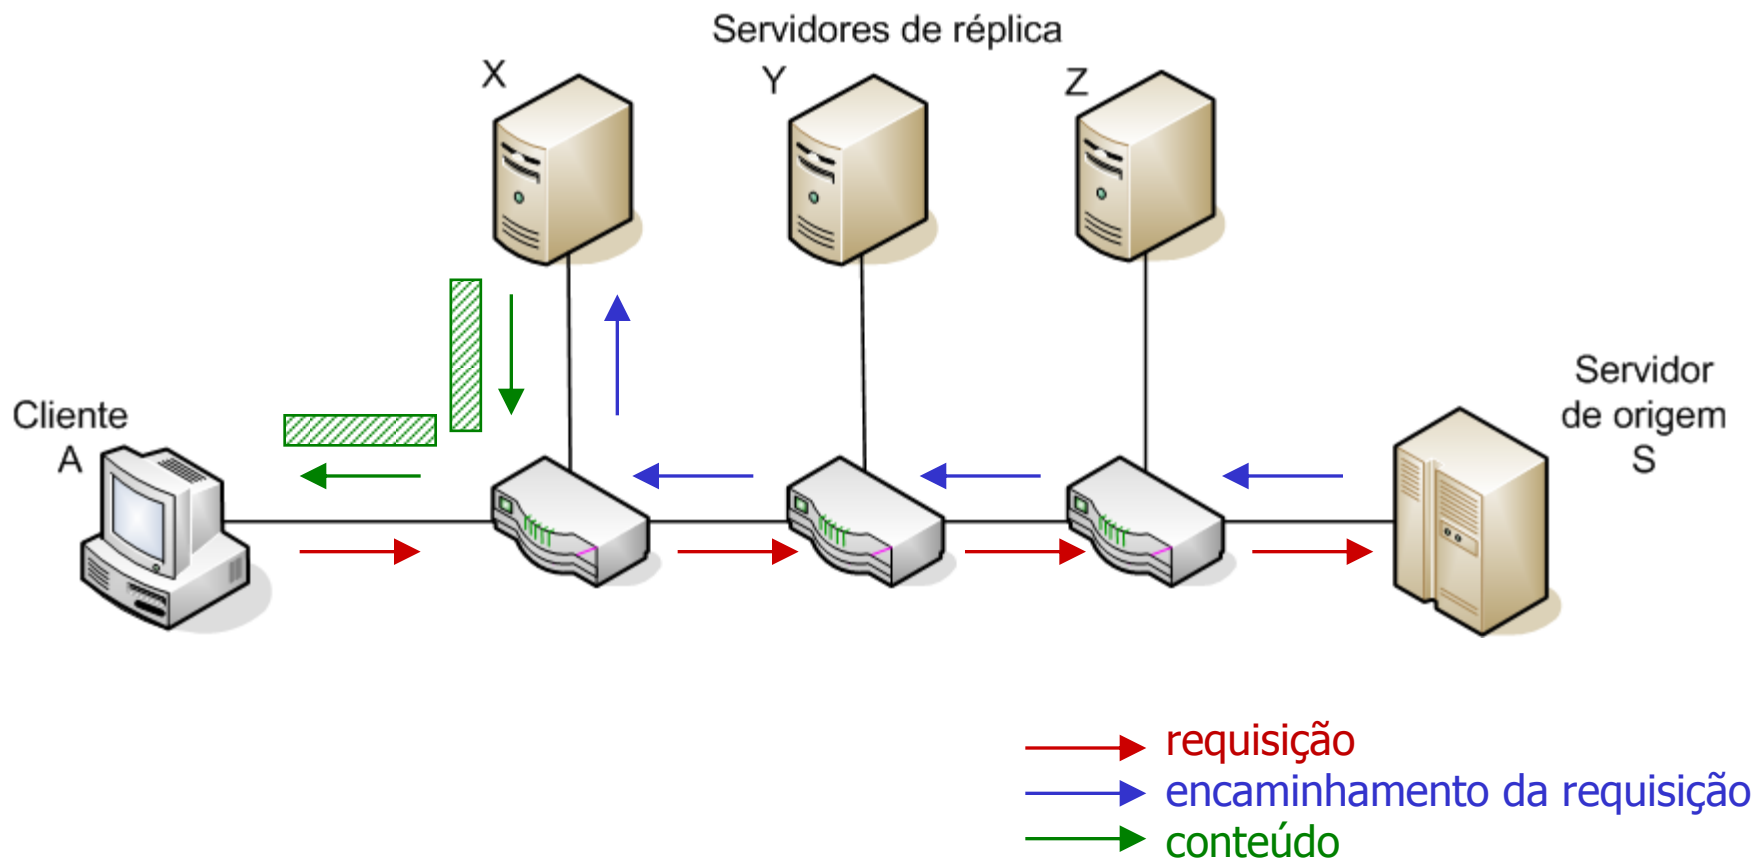 Servidores de réplica
X
Y
Z
Cliente
A
Servidor
de origem
S
requisição
encaminhamento da requisição
conteúdo